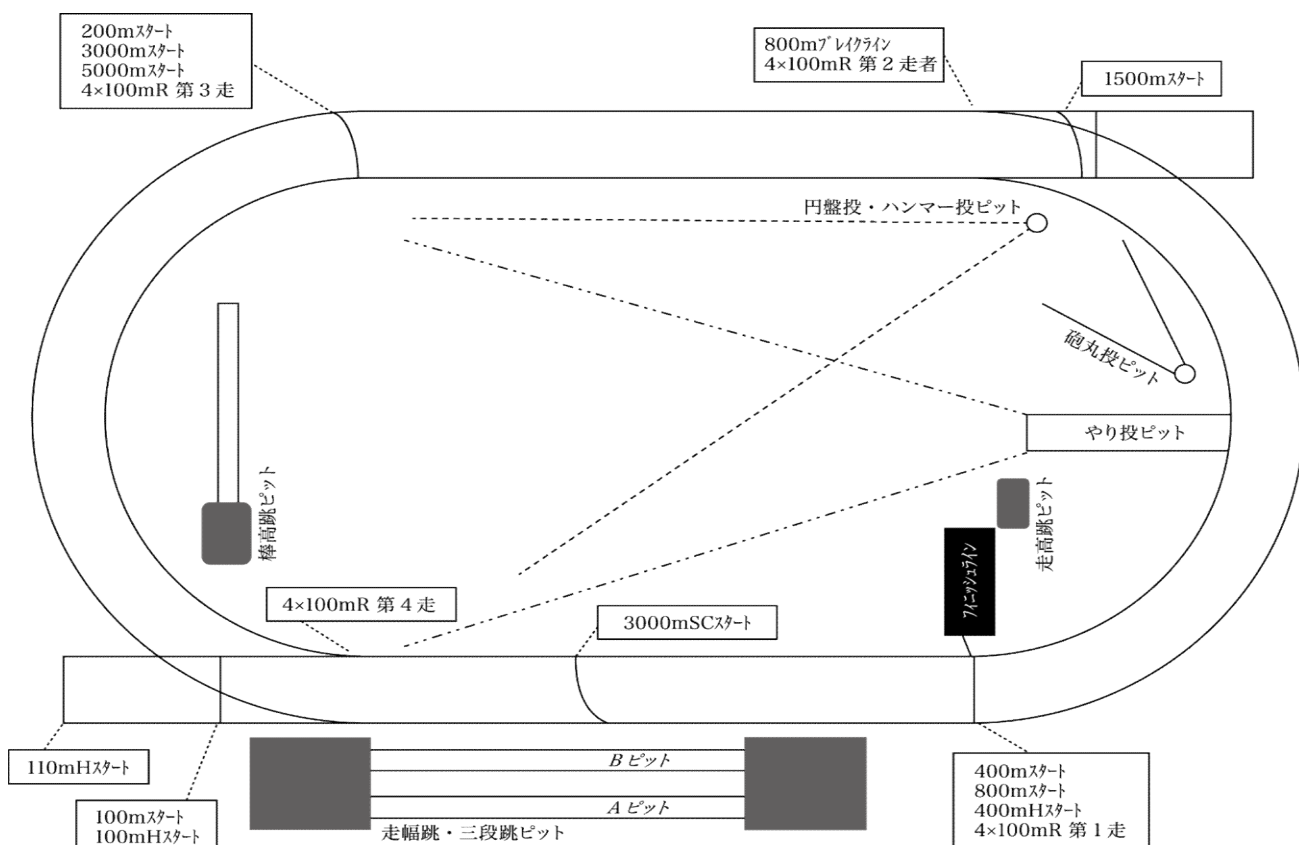 200mｽﾀｰﾄ
3000mｽﾀｰﾄ
5000mｽﾀｰﾄ
4×100mR 第３走
800mﾌﾞﾚｲｸﾗｲﾝ
4×100mR 第２走者
1500mｽﾀｰﾄ
円盤投・ハンマー投ピット
砲丸投ピット
やり投ピット
棒高跳ピット
走高跳ピット
ﾌｨﾆｯｼｭﾗｲﾝ
4×100mR 第４走
3000mSCｽﾀｰﾄ
110mHｽﾀｰﾄ
100mｽﾀｰﾄ
100mHｽﾀｰﾄ
Bピット
Aピット
走幅跳・三段跳ピット
400mｽﾀｰﾄ
800mｽﾀｰﾄ
400mHｽﾀｰﾄ
4×100mR 第１走